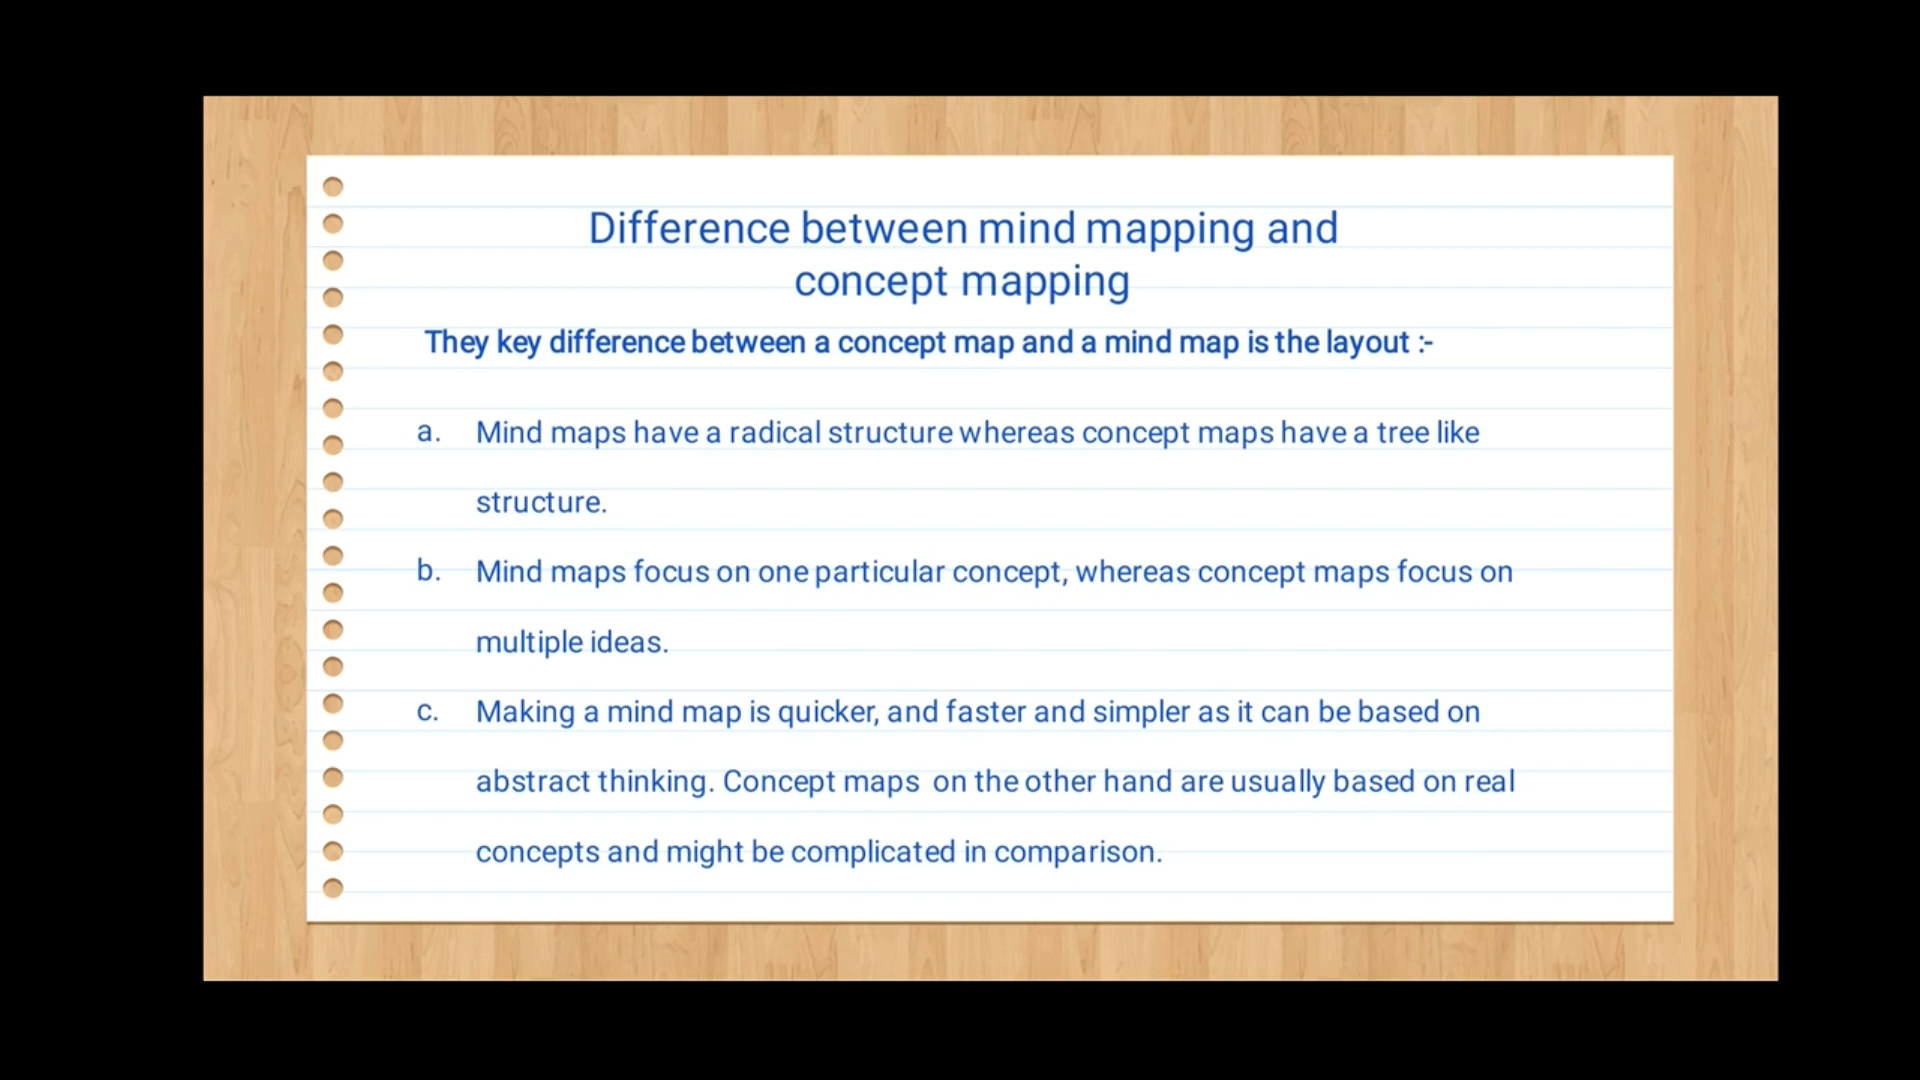 Difference between mind mapping and
concept mapping
They key difference between a concept map and a mind map is the layout :-
a. Mind maps have a radical structure whereas concept maps have a tree like
structure.
b. Mind maps focus on one particular concept, whereas concept maps focus on
multiple ideas.
c. Making a mind map is quicker, and faster and simpler as it can be based on
abstract thinking. Concept maps on the other hand are usually based on real
concepts and might be complicated in comparison.